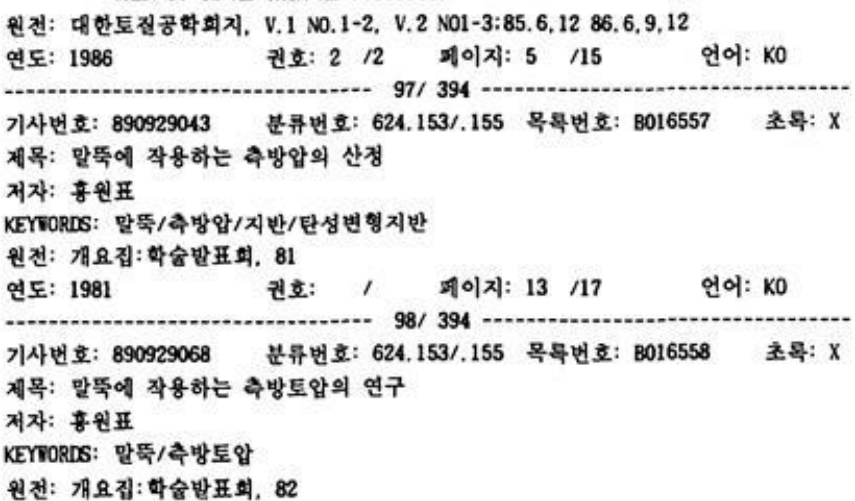 원전: 대한토질공학회지, V.1 NO.1-2, V.2 NO1-3:85.6,12 86.6,9,12
연도: 1986 권호: 2 /2 페이지: 5 /15 언어: KO
--------------------------------- 97/ 394 ---------------------------------
기사번호: 890929043 분류번호: 624.153/.155 목록번호: B016557 초록: X
제목: 말뚝에 작용하는 측방압의 산정
저자: 홍원표
KEYWORDS: 말뚝/측방압/지반/탄성변형지반
원전: 개요집:학술발표회, 81
연도: 1981 권호: / 페이지: 13 /17 언어: KO
--------------------------------- 98/ 394 ---------------------------------
기사번호: 890929068 분류번호: 624.153/.155 목록번호: B016558 초록: X
제목: 말뚝에 작용하는 측방토압의 연구
저자: 홍원표
KEYWORDS: 말뚝/측방토압
원전: 개요집:학술발표회, 82